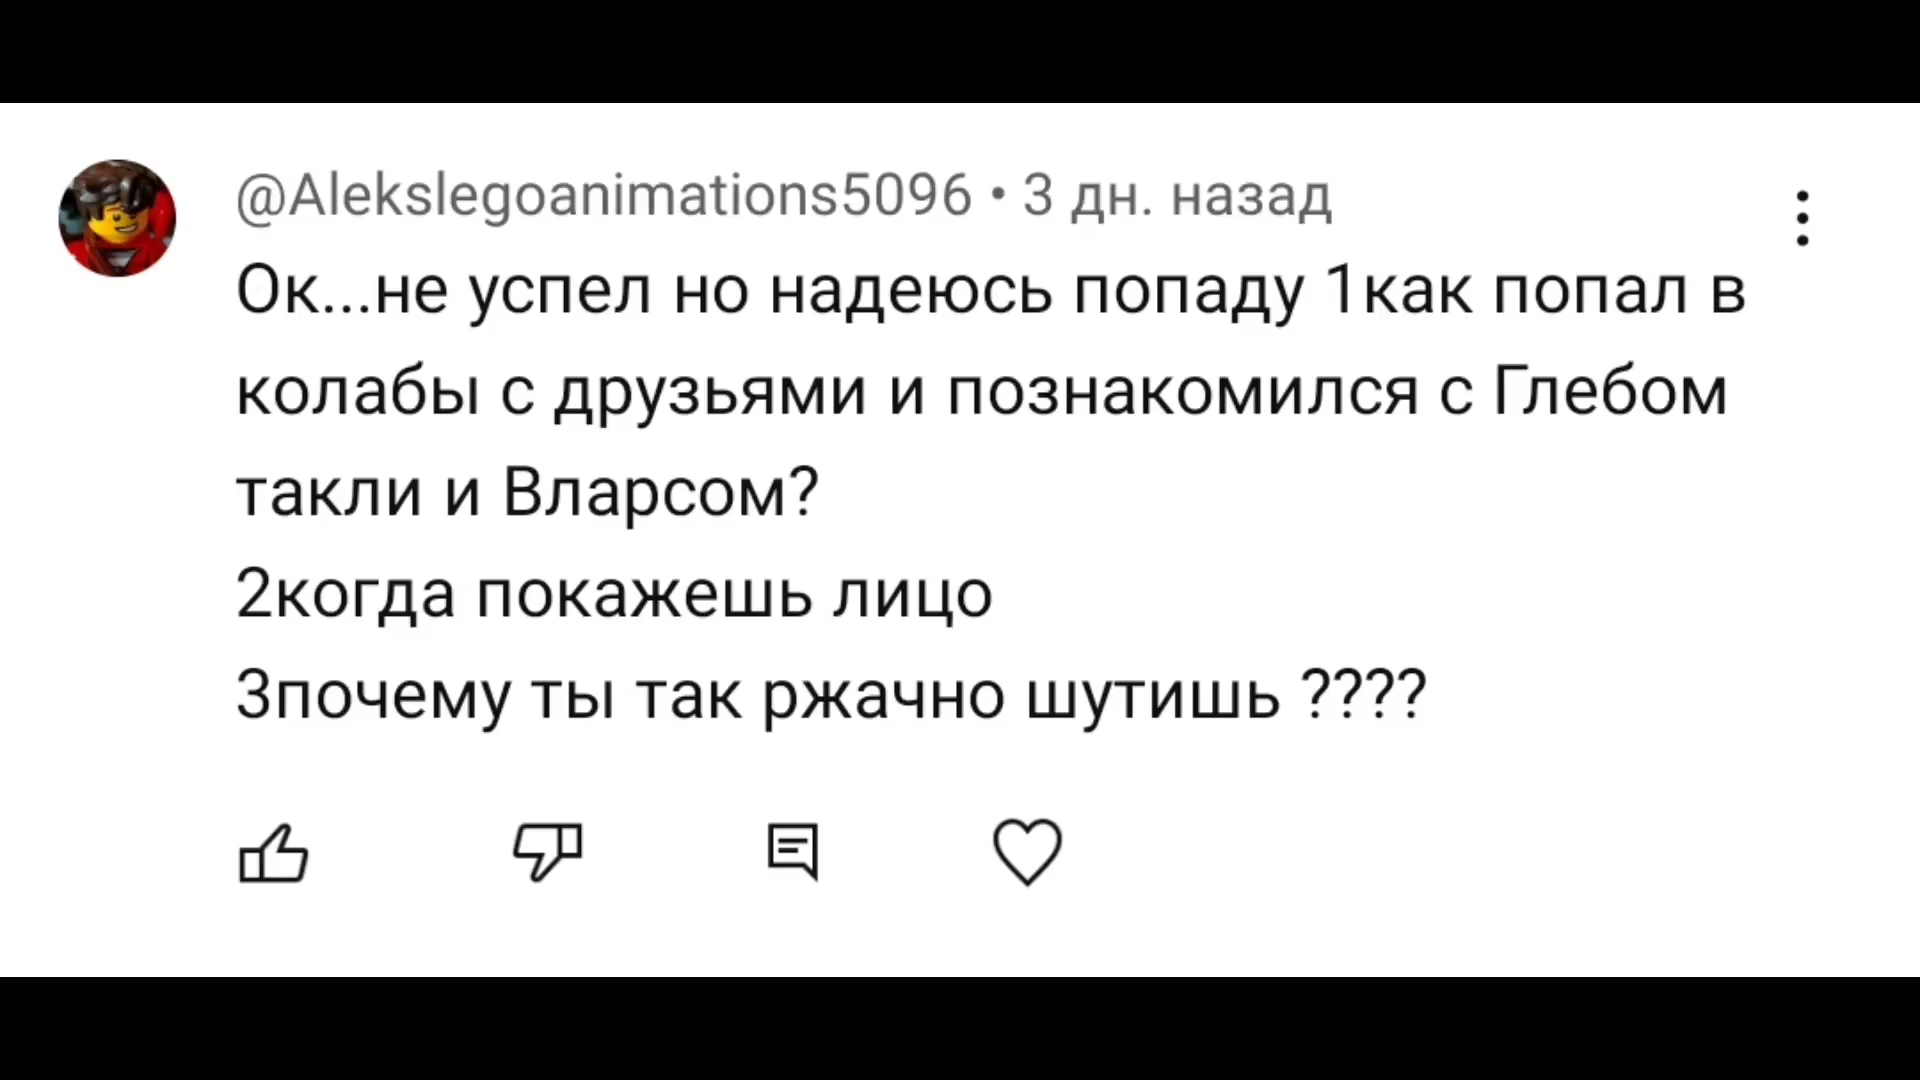 @Alekslegoanimations5096 • 3 дн. назад
Ок...не успел но надеюсь попаду 1как попал в
колабы с друзьями и познакомился с Глебом
такли и Вларсом?
2когда покажешь лицо
3почему ты так ржачно шутишь ????